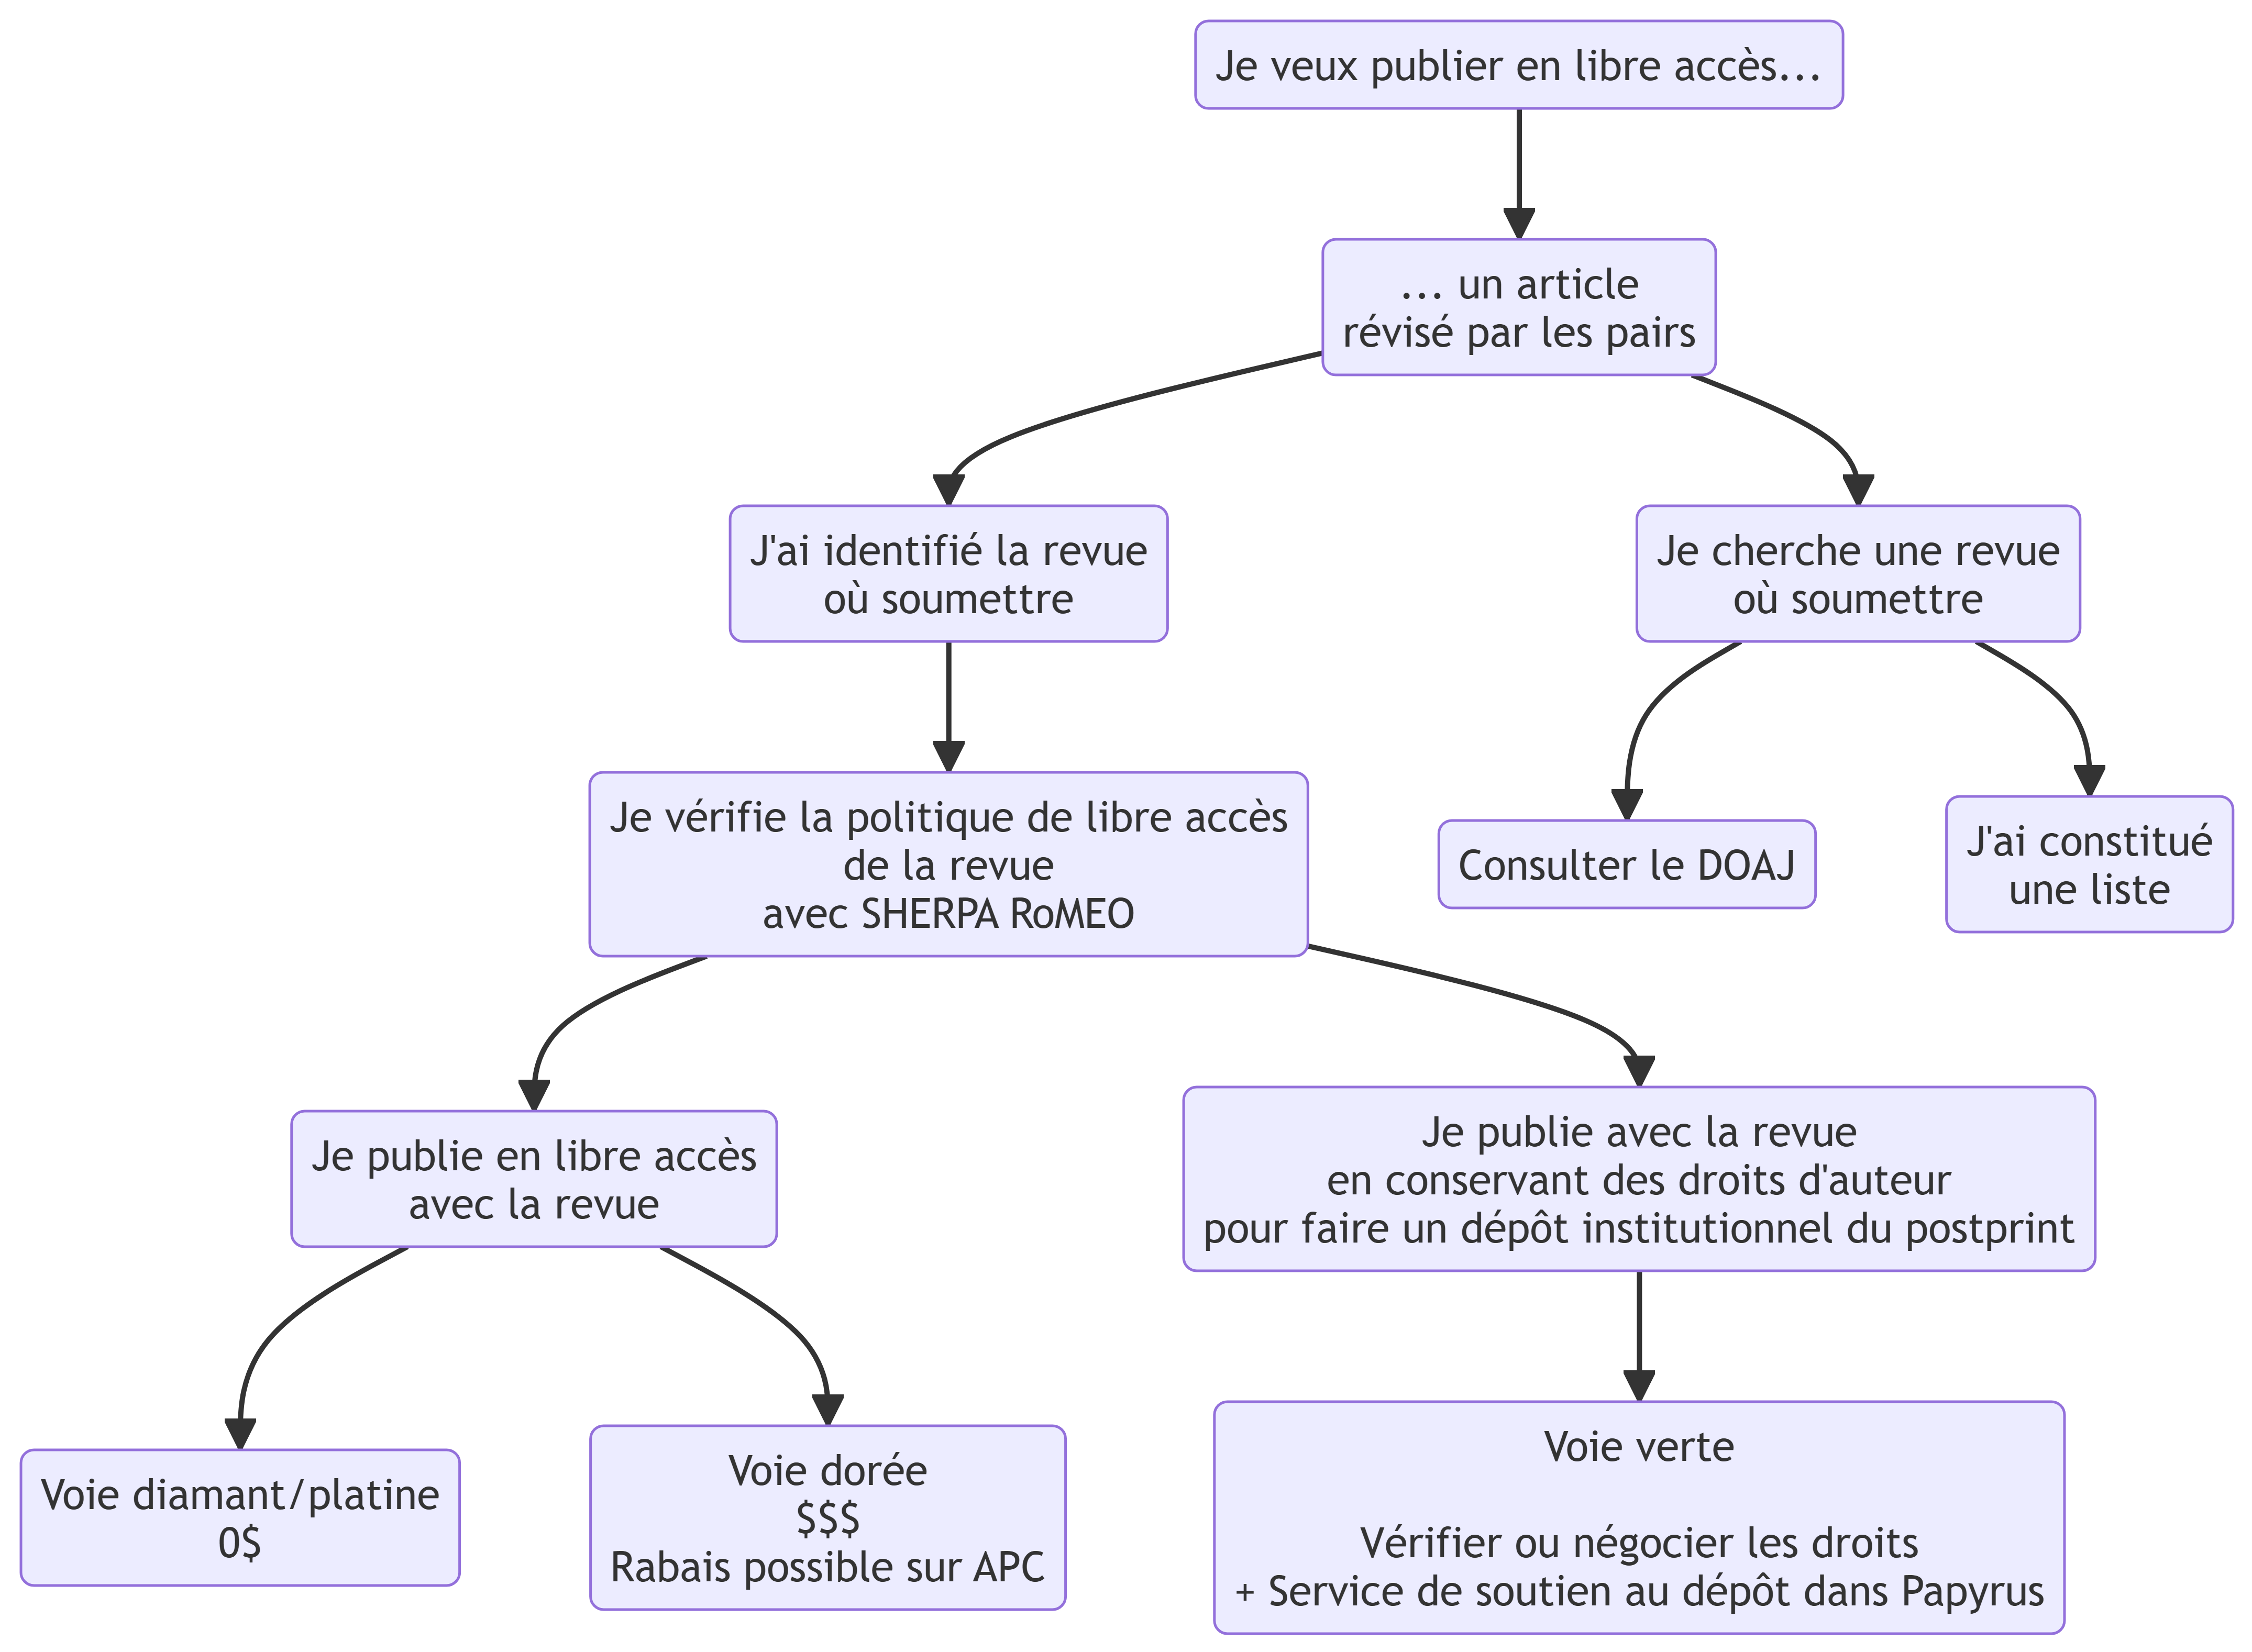 Je veux publier en libre accès...
... un article
révisé par les pairs
J'ai identifié la revue
où soumettre
Je cherche une revue
où soumettre
Je vérifie la politique de libre accès
de la revue
avec SHERPA RoMEO
Consulter le DOAJ
J'ai constitué
une liste
Je publie en libre accès
avec la revue
Je publie avec la revue
en conservant des droits d'auteur
pour faire un dépôt institutionnel du postprint
Voie diamant/platine
0$
Voie dorée
$$$
Rabais possible sur APC
Voie verte
Vérifier ou négocier les droits
+ Service de soutien au dépôt dans Papyrus